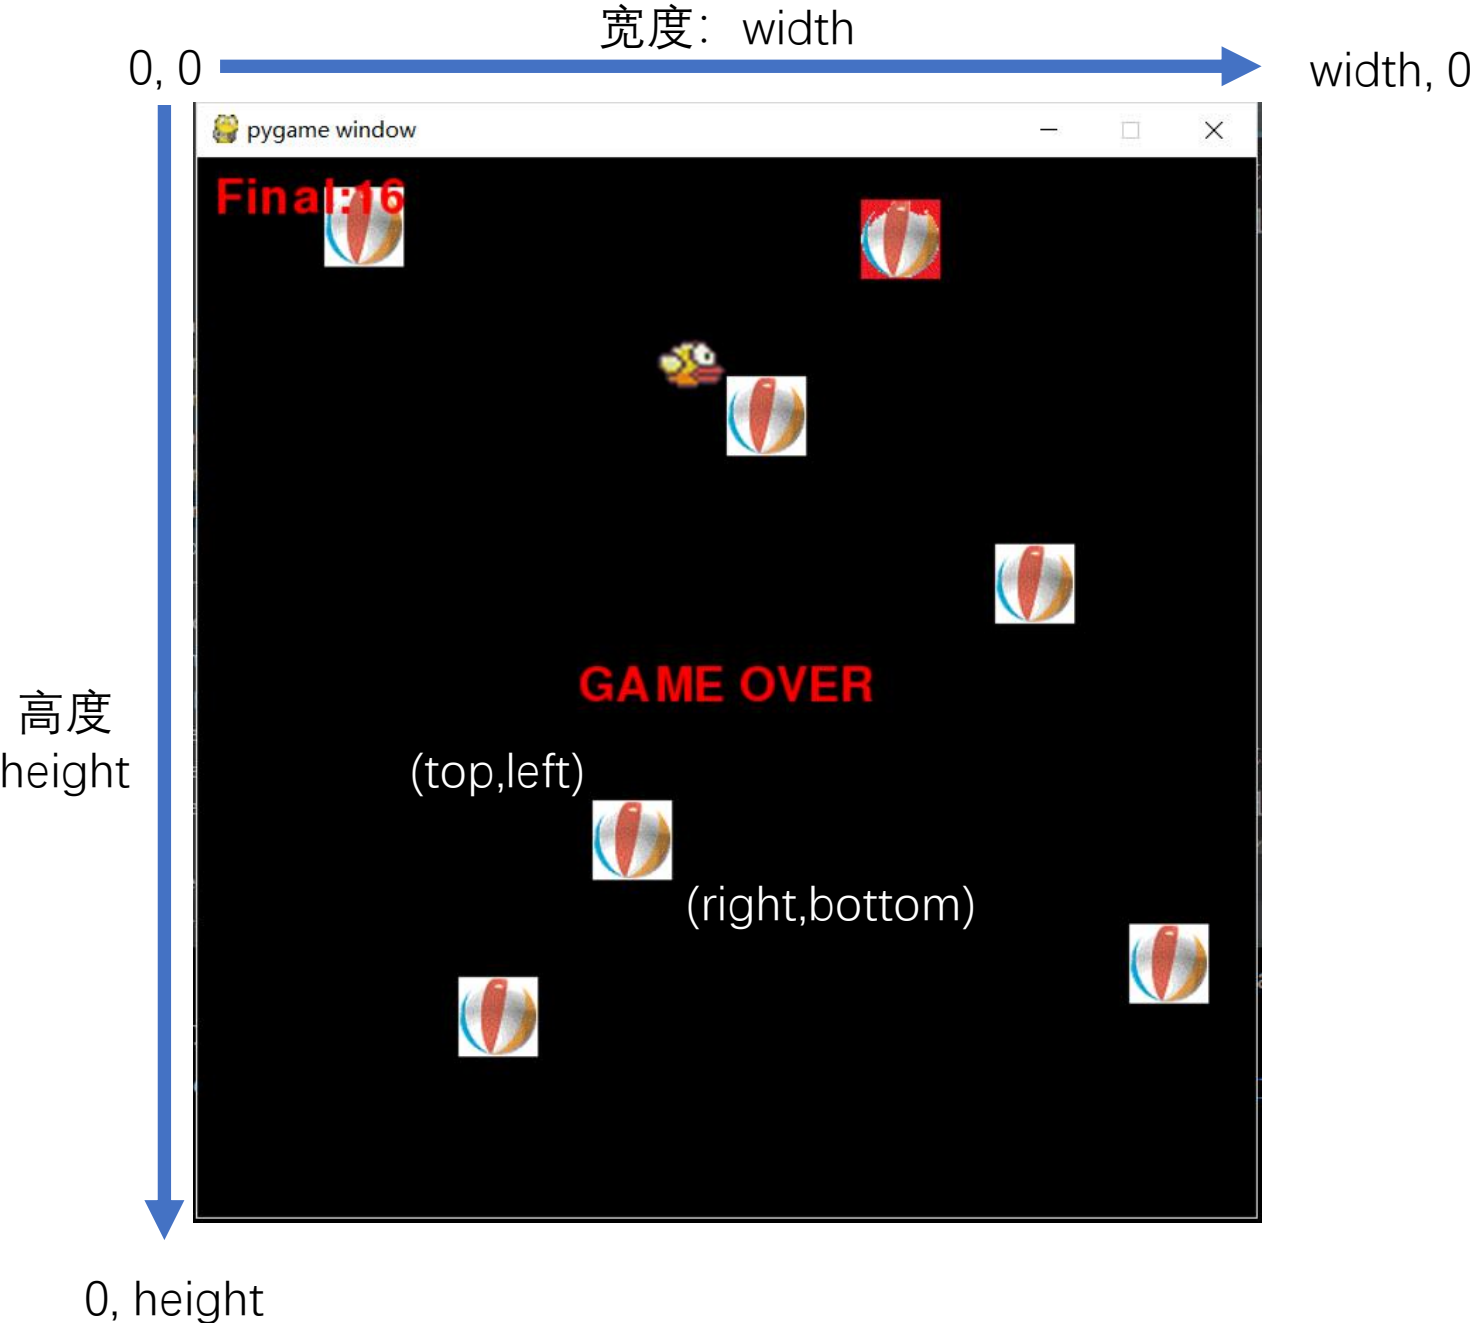 宽度：width
0, 0
width, 0
pygame window
Final:16
GAME OVER
高度
height
(top,left)
(right,bottom)
0, height